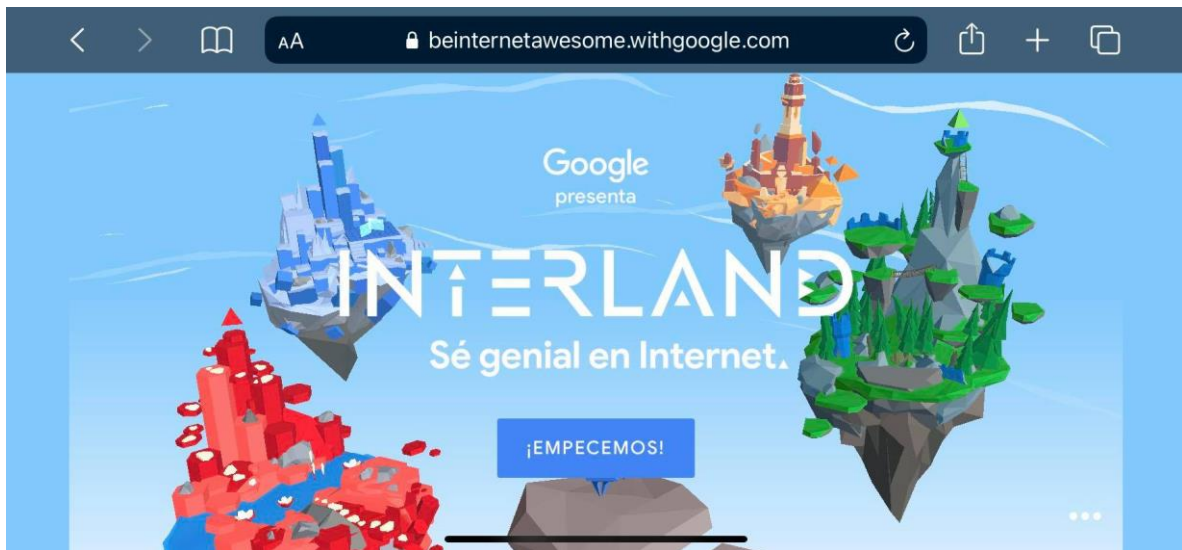 AA beinternetawesome.withgoogle.com
Google
presenta
INTERLAND
Sé genial en Internet.
¡EMPECEMOS!